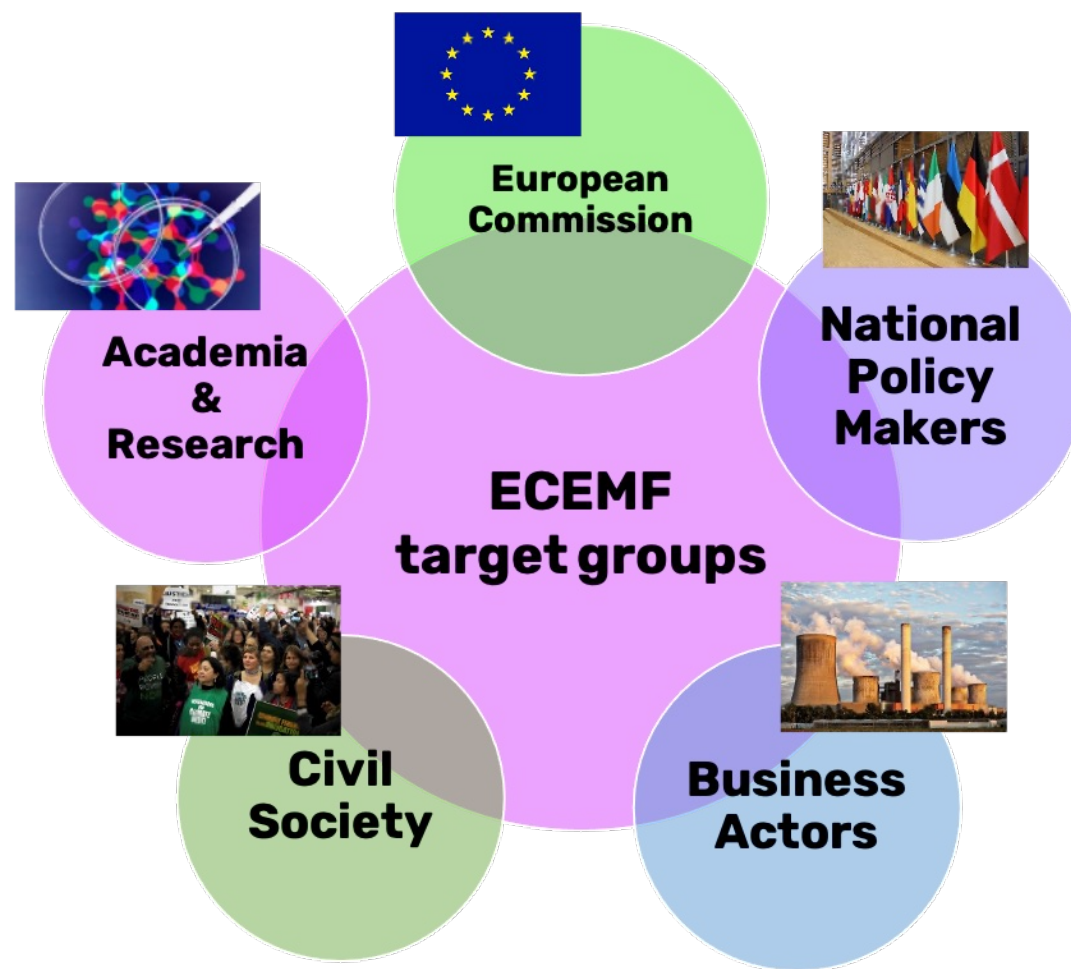 European
Commission
National
Policy
Makers
Academia
&
Research
ECEMF
target groups
Civil
Society
Business
Actors